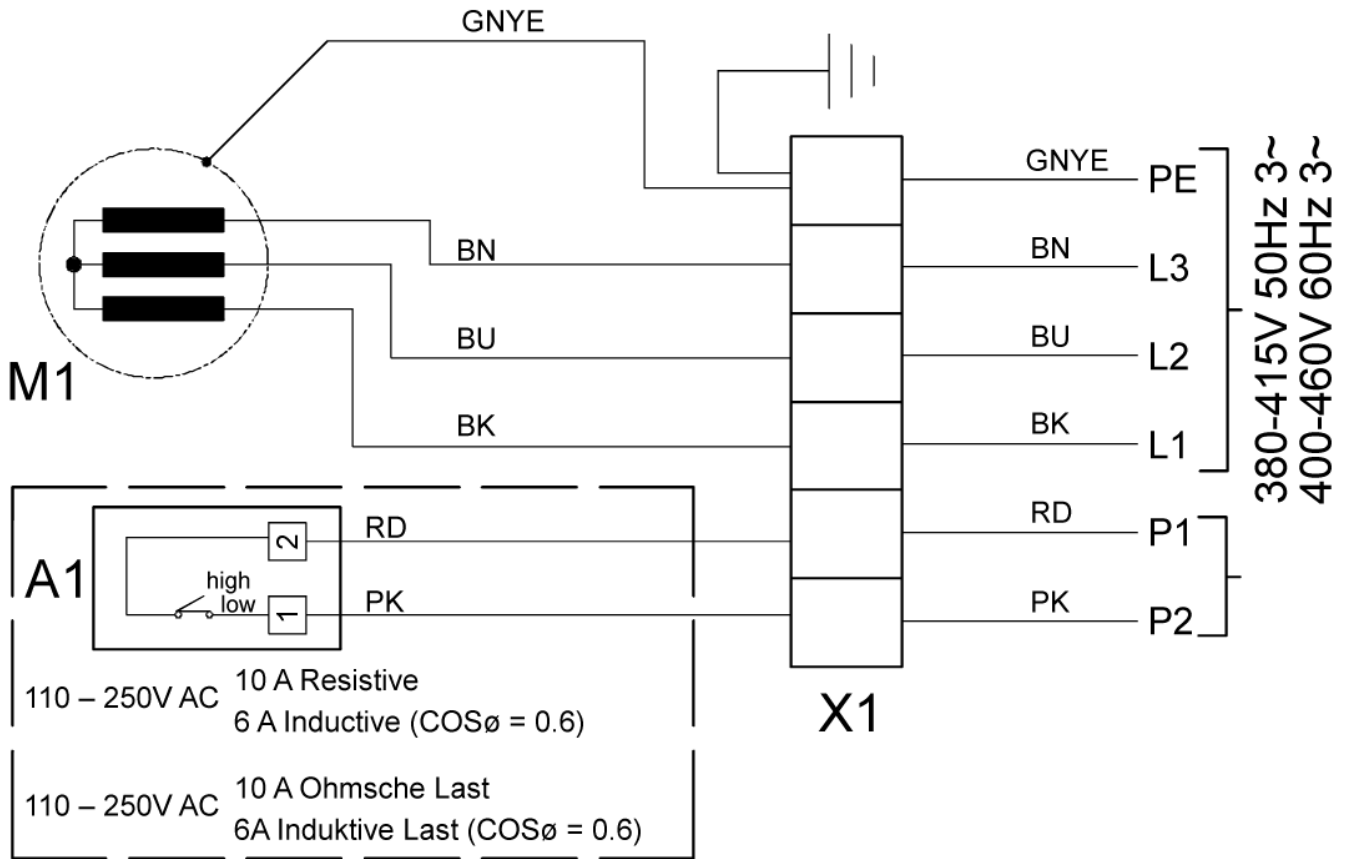 GNYE
GNYE
PE
BN
BN
L3
BU
BU
L2
M1
BK
BK
L1
380-415V 50Hz 3~
400-460V 60Hz 3~
A1
2
RD
RD
P1
high
low
1
PK
PK
P2
X1
110 – 250V AC
10 A Resistive
6 A Inductive (COSø = 0.6)
110 – 250V AC
10 A Ohmsche Last
6A Induktive Last (COSø = 0.6)